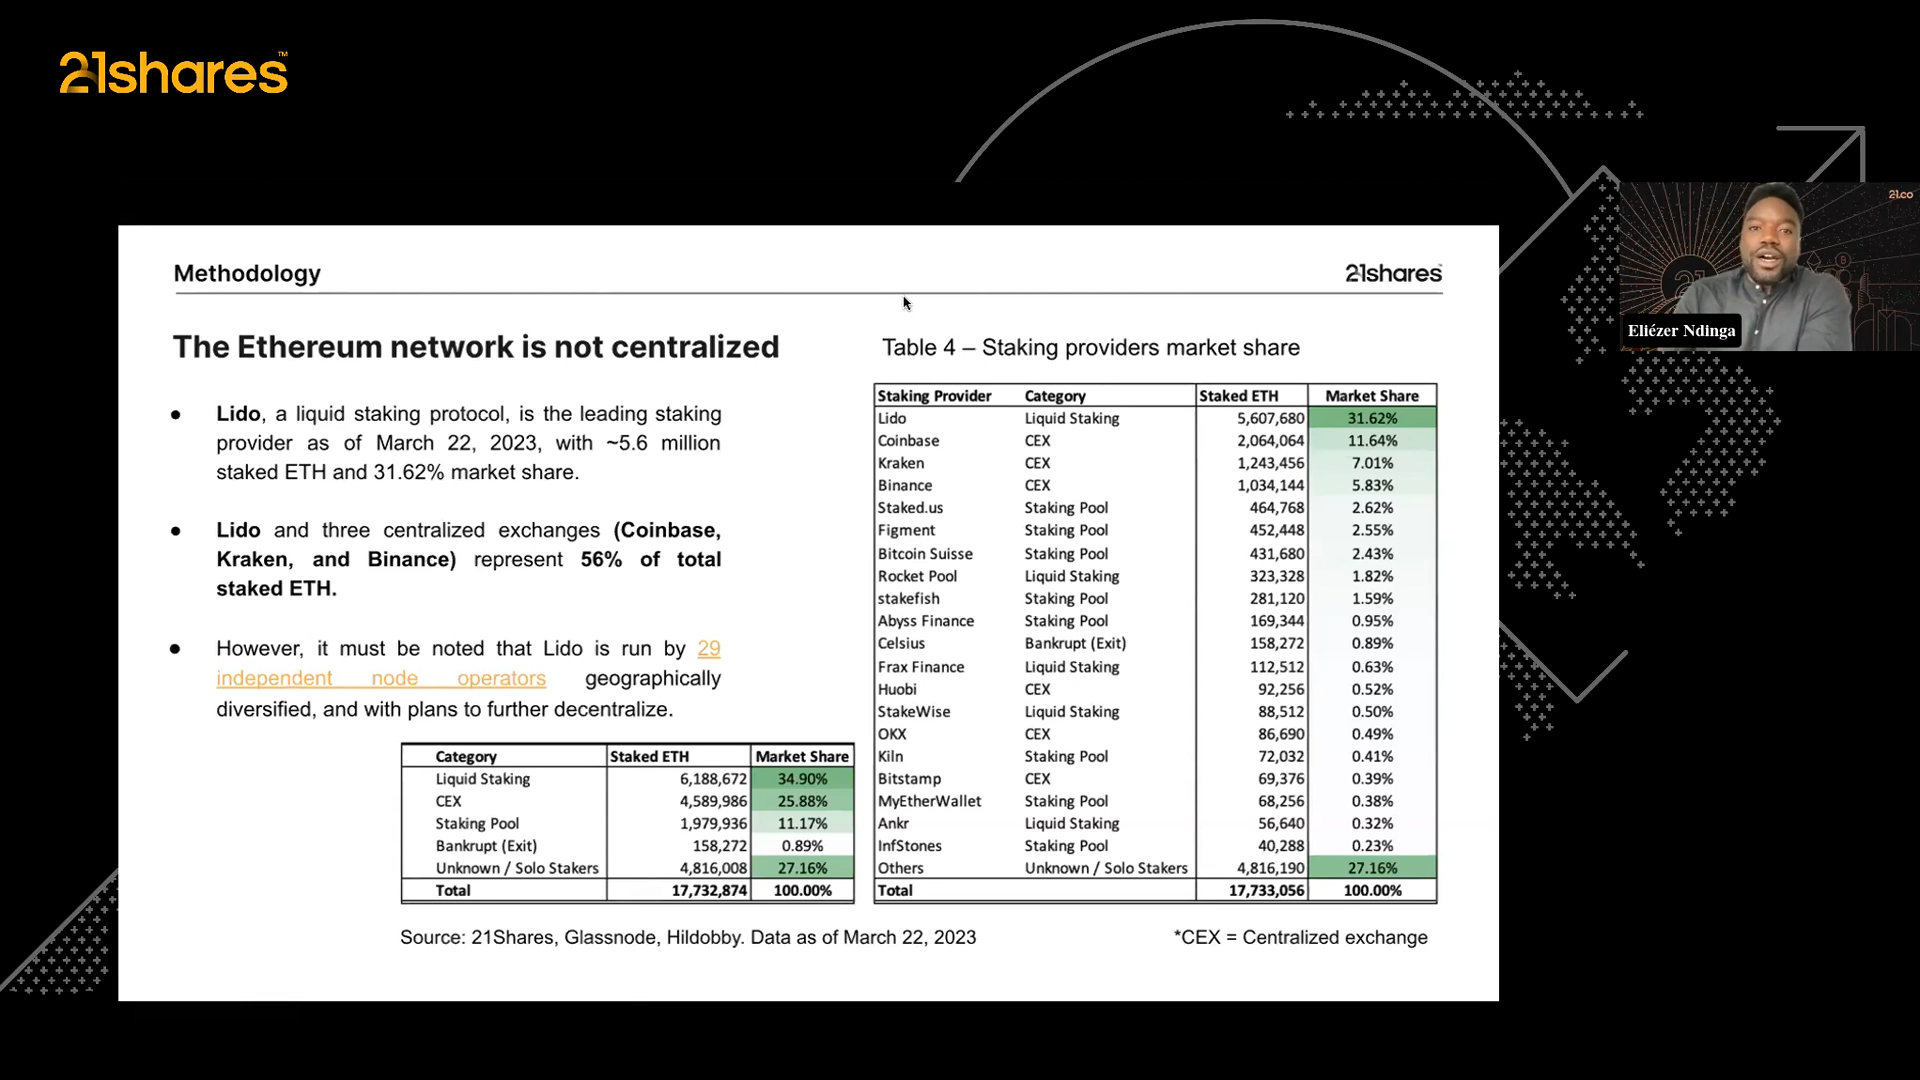 21shares™
21.co
Eliézer Ndinga
Methodology
21shares
The Ethereum network is not centralized
● Lido, a liquid staking protocol, is the leading staking
provider as of March 22, 2023, with ~5.6 million
staked ETH and 31.62% market share.
● Lido and three centralized exchanges (Coinbase,
Kraken, and Binance) represent 56% of total
staked ETH.
● However, it must be noted that Lido is run by 29
independent node operators geographically
diversified, and with plans to further decentralize.
Category Staked ETH Market Share
Liquid Staking 6,188,672 34.90%
CEX 4,589,986 25.88%
Staking Pool 1,979,936 11.17%
Bankrupt (Exit) 158,272 0.89%
Unknown / Solo Stakers 4,816,008 27.16%
Total 17,732,874 100.00%
Table 4 – Staking providers market share
Staking Provider Category Staked ETH Market Share
Lido Liquid Staking 5,607,680 31.62%
Coinbase CEX 2,064,064 11.64%
Kraken CEX 1,243,456 7.01%
Binance CEX 1,034,144 5.83%
Staked.us Staking Pool 464,768 2.62%
Figment Staking Pool 452,448 2.55%
Bitcoin Suisse Staking Pool 431,680 2.43%
Rocket Pool Liquid Staking 323,328 1.82%
stakefish Staking Pool 281,120 1.59%
Abyss Finance Staking Pool 169,344 0.95%
Celsius Bankrupt (Exit) 158,272 0.89%
Frax Finance Liquid Staking 112,512 0.63%
Huobi CEX 92,256 0.52%
StakeWise Liquid Staking 88,512 0.50%
OKX CEX 86,690 0.49%
Kiln Staking Pool 72,032 0.41%
Bitstamp CEX 69,376 0.39%
MyEtherWallet Staking Pool 68,256 0.38%
Ankr Liquid Staking 56,640 0.32%
InfStones Staking Pool 40,288 0.23%
Others Unknown / Solo Stakers 4,816,190 27.16%
Total 17,733,056 100.00%
Source: 21Shares, Glassnode, Hildobby. Data as of March 22, 2023
*CEX = Centralized exchange